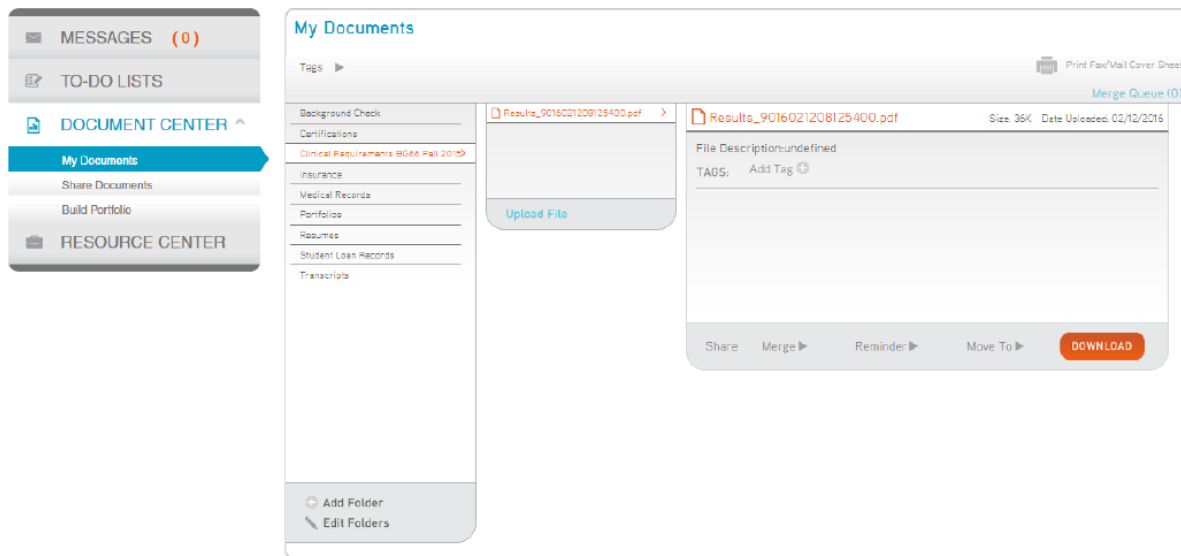 MESSAGES (0)
TO-DO LISTS
DOCUMENT CENTER
My Documents
Share Documents
Build Portfolio
RESOURCE CENTER
My Documents
Tags
Print Fax/Mail Cover Sheet
Merge Queue (0)
Background Check
Certifications
Clinical Requirements BG66 Fall 2015
Insurance
Medical Records
Portfolios
Resumes
Student Loan Records
Transcripts
Add Folder
Edit Folders
Results_9016021208125400.pdf
Upload File
Results_9016021208125400.pdf Size: 36K Date Uploaded: 02/12/2016
File Description:undefined
TAGS: Add Tag
Share Merge Reminder Move To DOWNLOAD